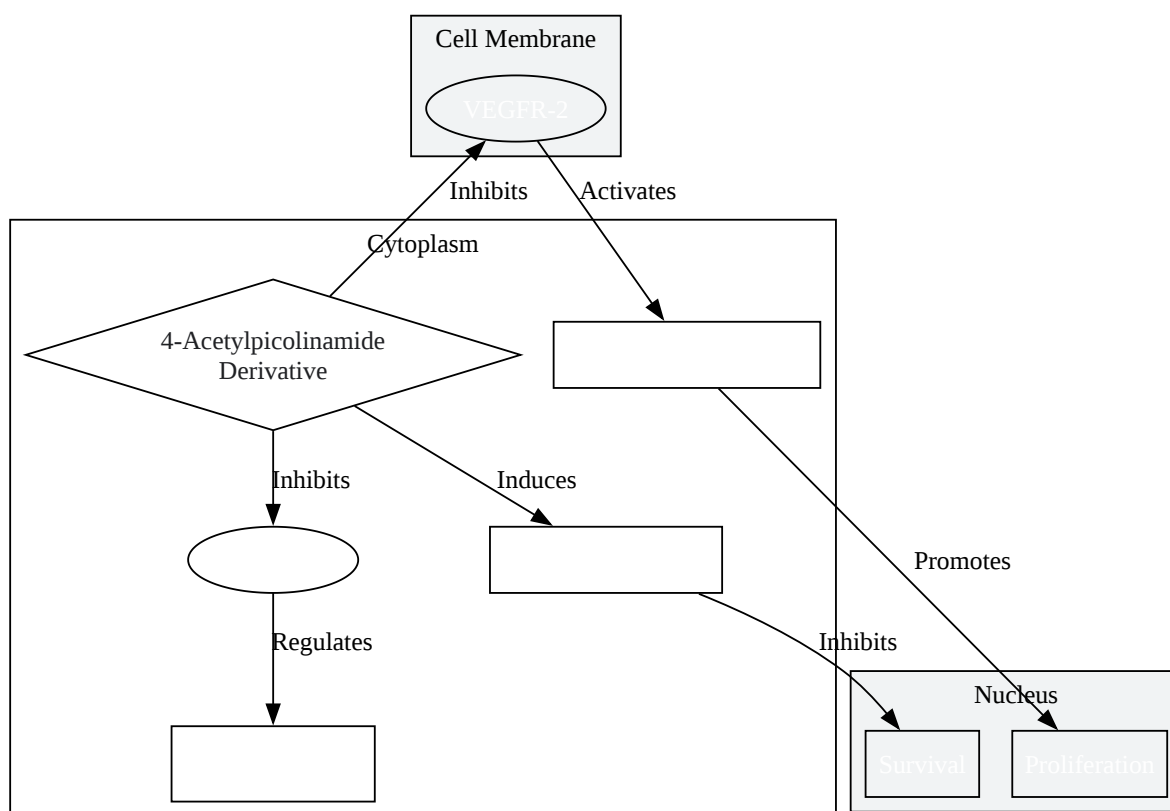 Cell Membrane
VEGFR-2
Inhibits
Activates
Cytoplasm
4-Acetylpicolinamide
Derivative
Inhibits
Induces
Promotes
Regulates
Inhibits
Nucleus
Survival
Proliferation